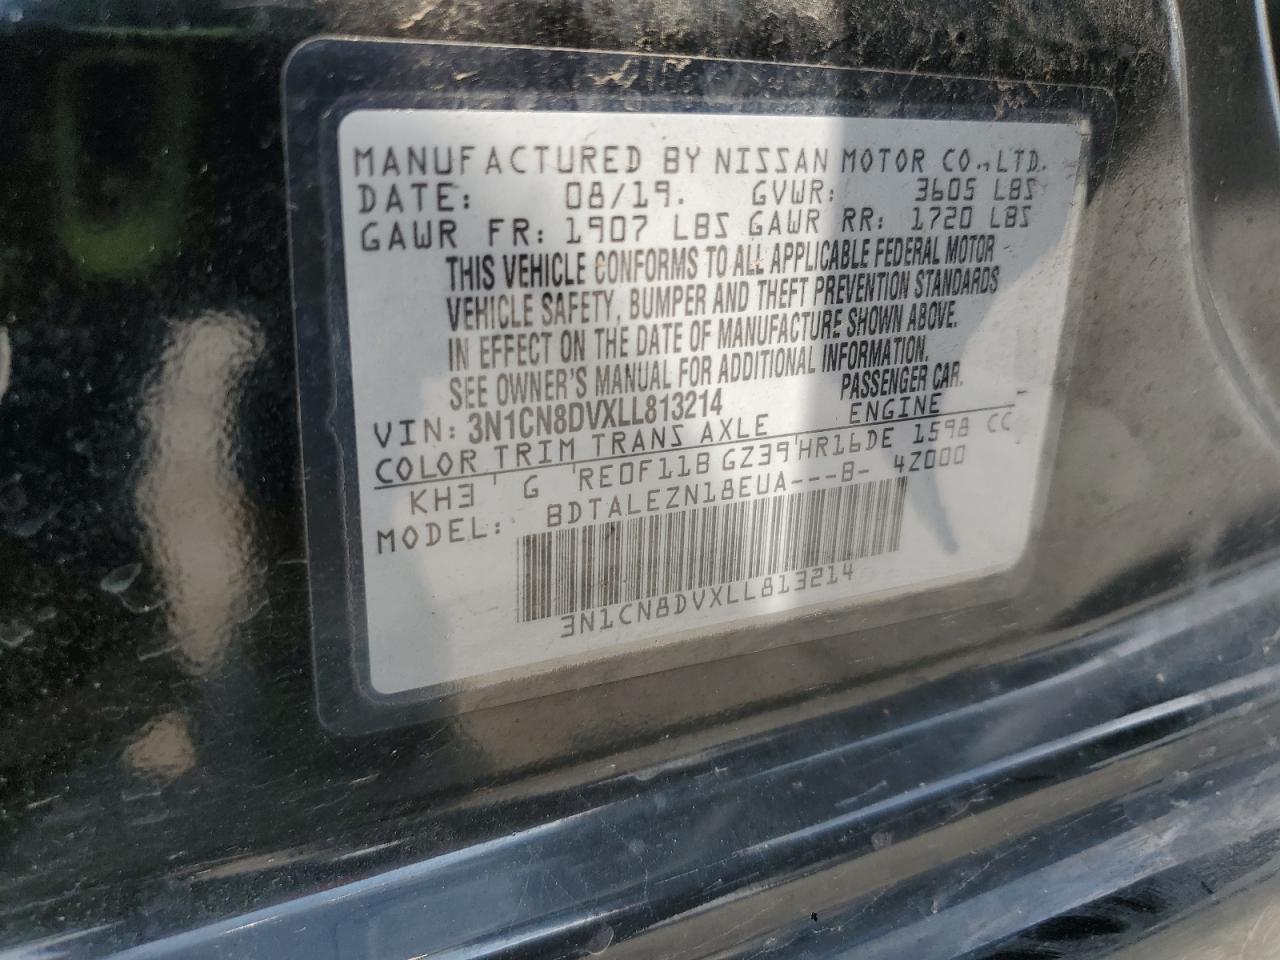 MANUFACTURED BY NISSAN MOTOR CO.,LTD.
DATE: 08/19. GVWR: 3605 LBS
GAWR FR: 1907 LBS GAWR RR: 1720 LBS
THIS VEHICLE CONFORMS TO ALL APPLICABLE FEDERAL MOTOR
VEHICLE SAFETY, BUMPER AND THEFT PREVENTION STANDARDS
IN EFFECT ON THE DATE OF MANUFACTURE SHOWN ABOVE.
SEE OWNER'S MANUAL FOR ADDITIONAL INFORMATION.
VIN: 3N1CN8DVXLL813214 PASSENGER CAR.
COLOR TRIM TRANS AXLE ENGINE
KH3 G RE0F11B GZ39 HR16DE 1598 CC
MODEL: BDTALEZN18EUA---B- 4Z000
3N1CN8DVXLL813214